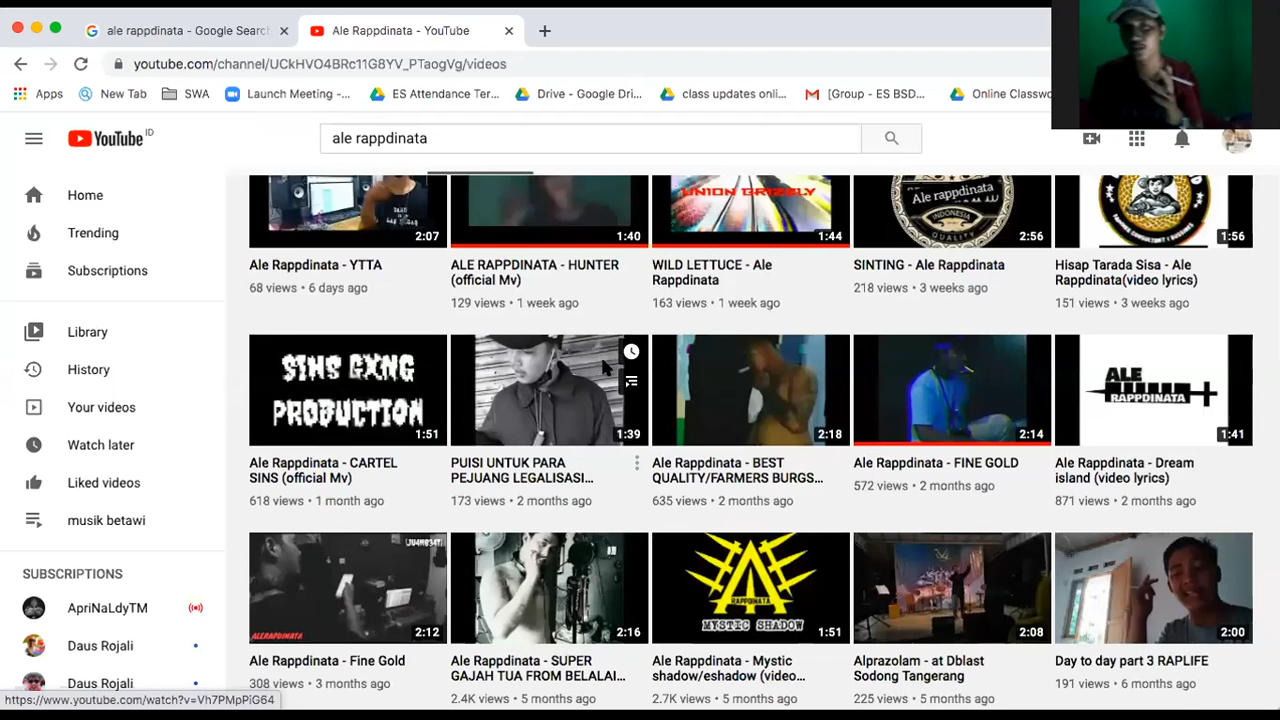 ale rappdinata - Google Search
Ale Rappdinata - YouTube
youtube.com/channel/UCkHVO4BRc11G8YV_PTaogVg/videos
Apps
New Tab
SWA
Launch Meeting -...
ES Attendance Ter...
Drive - Google Dri...
class updates onli...
[Group - ES BSD...
Online Classwo
YouTube ID
ale rappdinata
Home
Trending
Subscriptions
Library
History
Your videos
Watch later
Liked videos
musik betawi
SUBSCRIPTIONS
ApriNaLdyTM
Daus Rojali
Daus Rojali
2:07
Ale Rappdinata - YTTA
68 views • 6 days ago
1:40
ALE RAPPDINATA - HUNTER
(official Mv)
129 views • 1 week ago
UNION GRIZELY
1:44
WILD LETTUCE - Ale
Rappdinata
163 views • 1 week ago
Ale rappdinata
INDONESIA
QUALITY
2:56
SINTING - Ale Rappdinata
218 views • 3 weeks ago
1:56
Hisap Tarada Sisa - Ale
Rappdinata(video lyrics)
151 views • 3 weeks ago
SINS GXNG
PRODUCTION
1:51
Ale Rappdinata - CARTEL
SINS (official Mv)
618 views • 1 month ago
1:39
PUISI UNTUK PARA
PEJUANG LEGALISASI...
173 views • 2 months ago
2:18
Ale Rappdinata - BEST
QUALITY/FARMERS BURGS...
635 views • 2 months ago
2:14
Ale Rappdinata - FINE GOLD
572 views • 2 months ago
ALE
RAPPDINATA
1:41
Ale Rappdinata - Dream
island (video lyrics)
871 views • 2 months ago
ALERAPPDINATA
2:12
Ale Rappdinata - Fine Gold
308 views • 3 months ago
2:16
Ale Rappdinata - SUPER
GAJAH TUA FROM BELALAI...
2.4K views • 5 months ago
RAPPDINATA
MYSTIC SHADOW
1:51
Ale Rappdinata - Mystic
shadow/eshadow (video...
2.7K views • 5 months ago
2:08
Alprazolam - at Dblast
Sodong Tangerang
225 views • 5 months ago
2:00
Day to day part 3 RAPLIFE
191 views • 6 months ago
https://www.youtube.com/watch?v=Vh7PMpPiG64